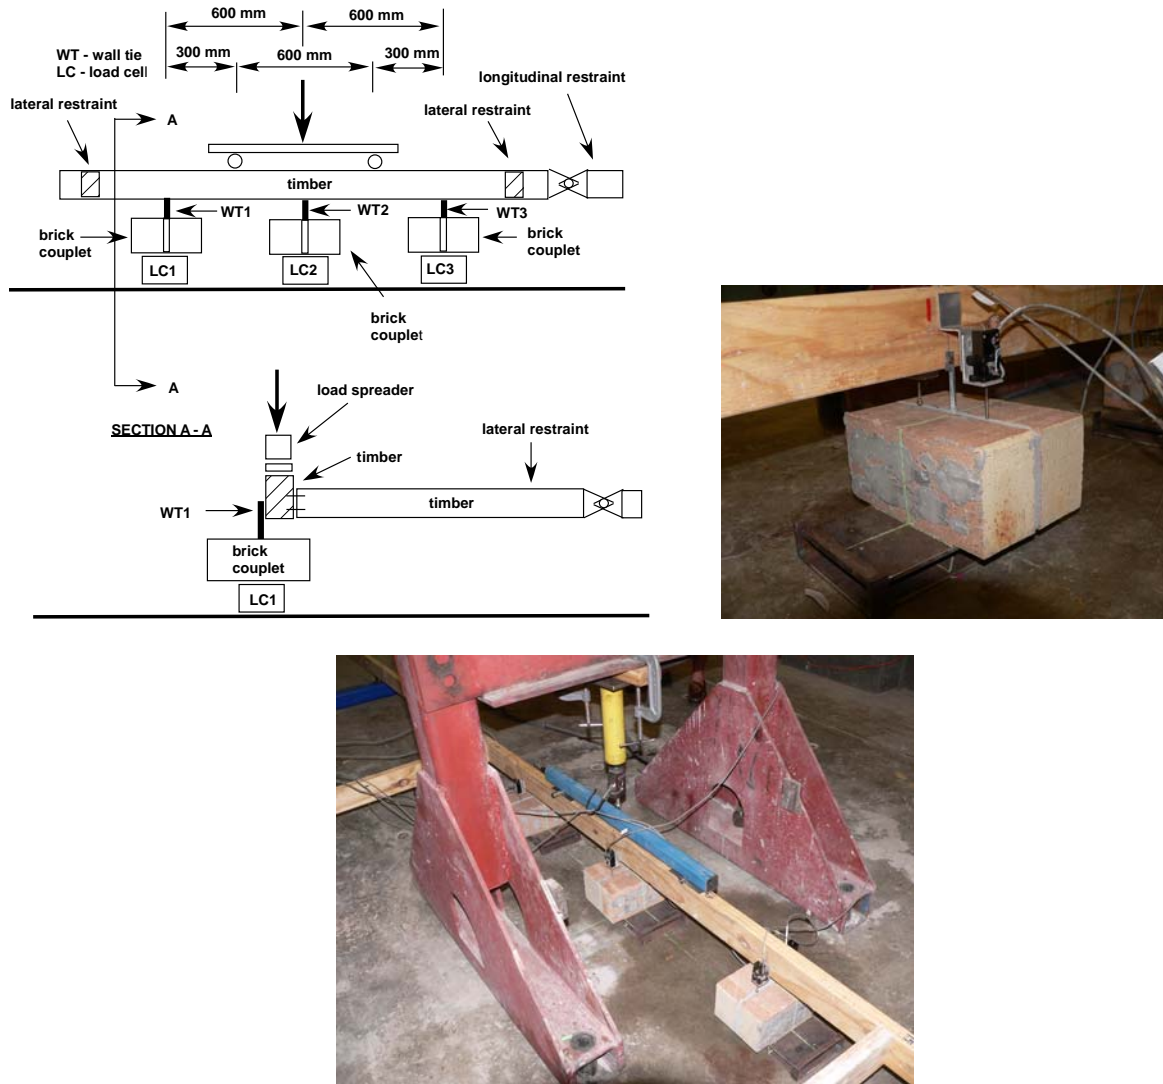 600 mm
600 mm
WT - wall tie
LC - load cell
300 mm
600 mm
300 mm
longitudinal restraint
lateral restraint
lateral restraint
A
timber
WT1
WT2
WT3
brick
couplet
brick
couplet
LC1
LC2
LC3
brick
couplet
A
load spreader
SECTION A - A
lateral restraint
timber
WT1
timber
brick
couplet
LC1